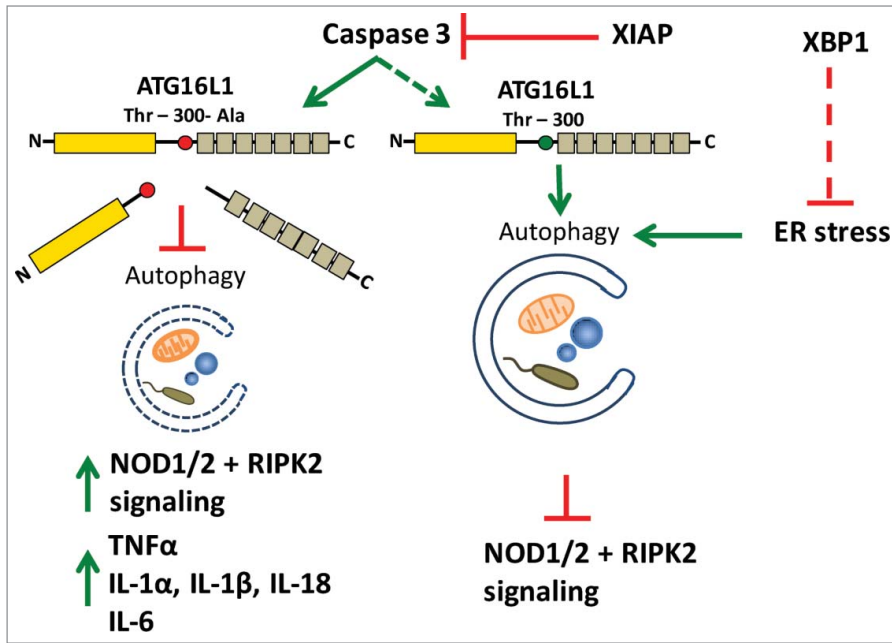 Caspase 3
XIAP
XBP1
ATG16L1
Thr – 300- Ala
N
C
ATG16L1
Thr – 300
N
C
N
C
Autophagy
Autophagy
ER stress
NOD1/2 + RIPK2
signaling
TNFα
IL-1α, IL-1β, IL-18
IL-6
NOD1/2 + RIPK2
signaling